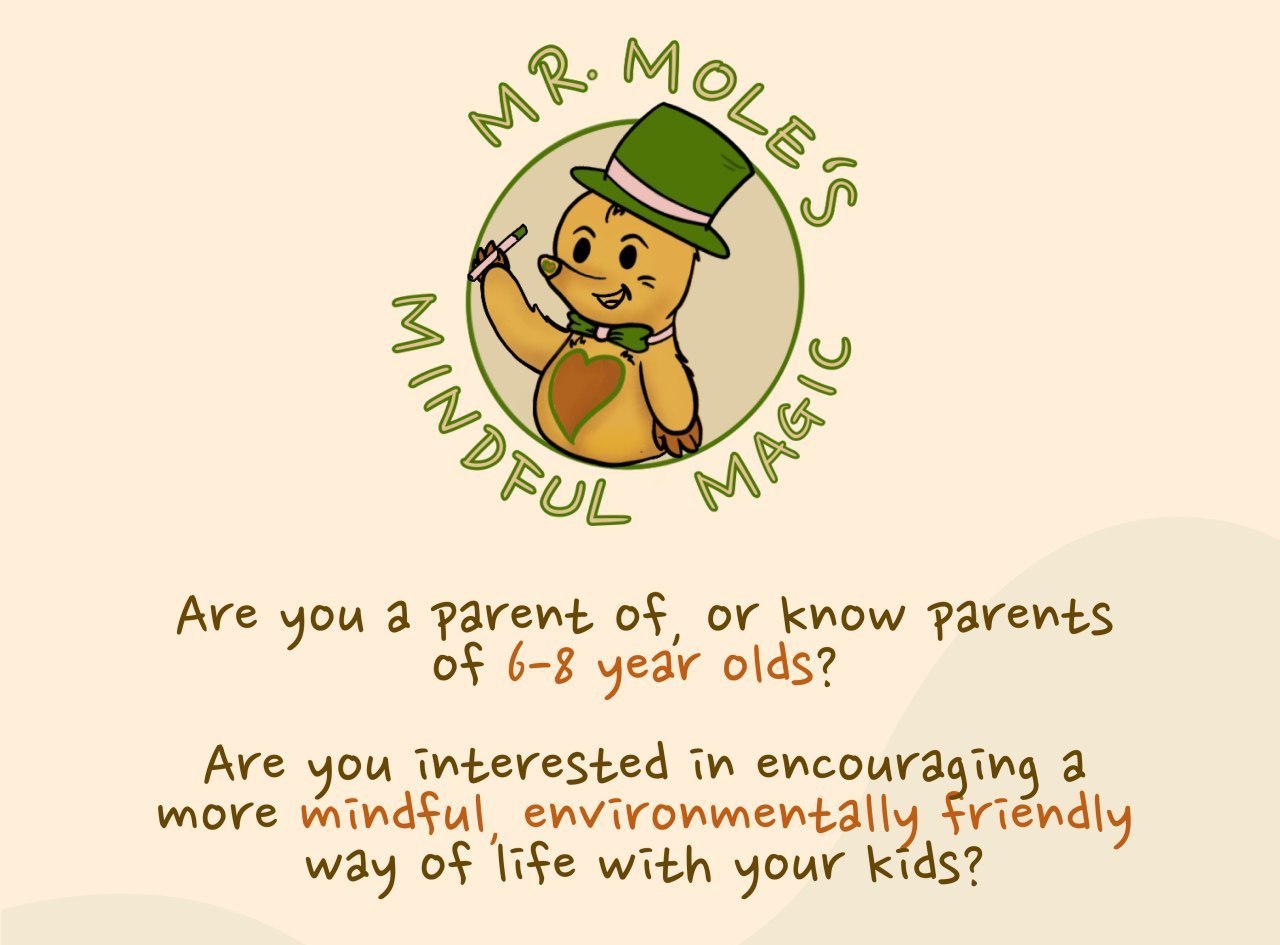 MR. MOLE'S
MINDFUL MAGIC
Are you a parent of, or know parents
of 6-8 year olds?
Are you interested in encouraging a
more mindful, environmentally friendly
way of life with your kids?